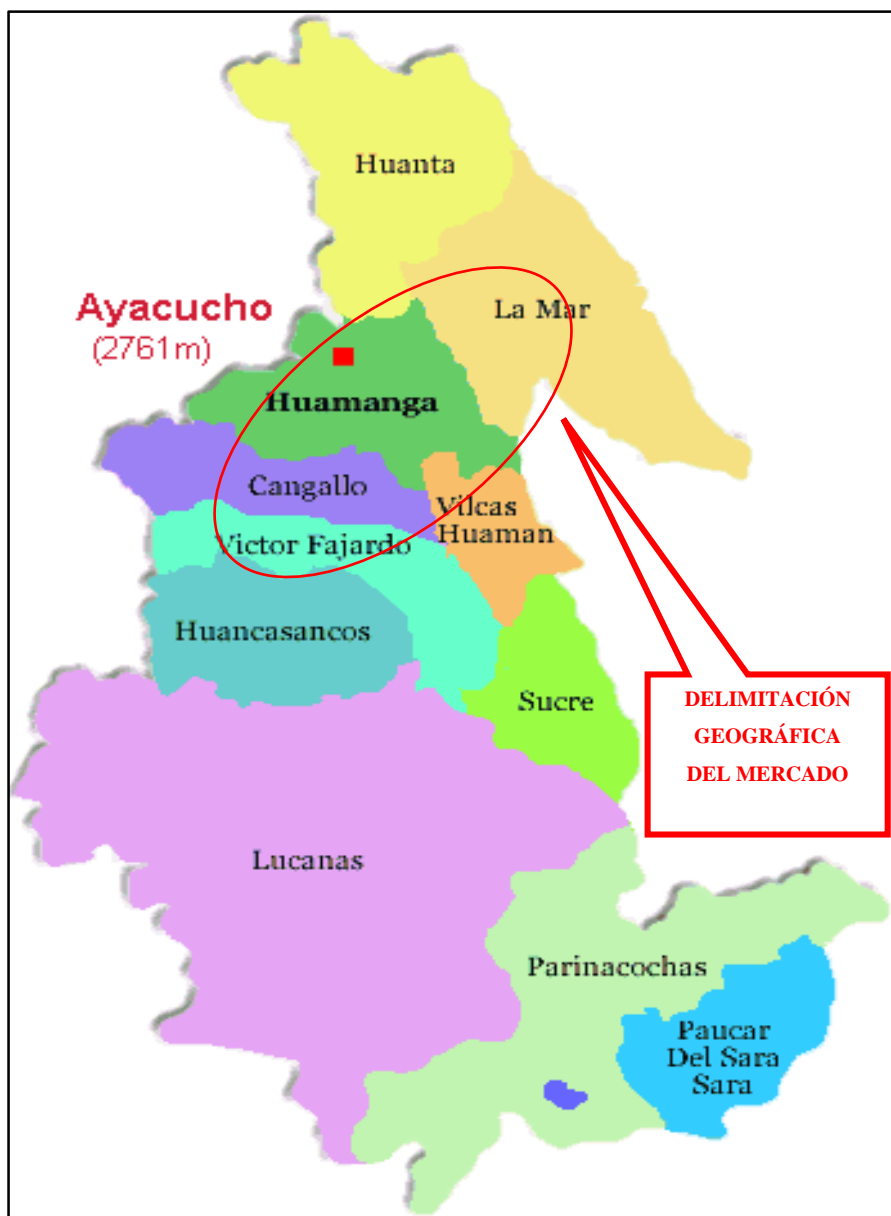 Huanta
La Mar
Ayacucho
(2761m)
Huamanga
Cangallo
Vilcas
Huaman
Victor Fajardo
Huancasancos
Sucre
DELIMITACIÓN
GEOGRÁFICA
DEL MERCADO
Lucanas
Parinacochas
Paucar
Del Sara
Sara